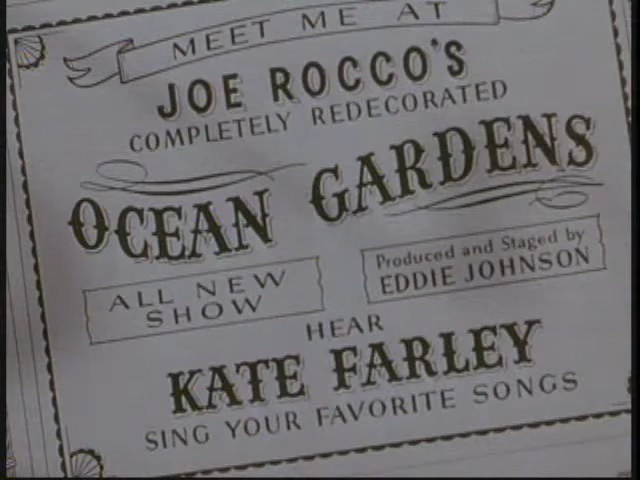 MEET ME AT
JOE ROCCO'S
COMPLETELY REDECORATED
OCEAN GARDENS
ALL NEW
SHOW
Produced and Staged by
EDDIE JOHNSON
HEAR
KATE FARLEY
SING YOUR FAVORITE SONGS